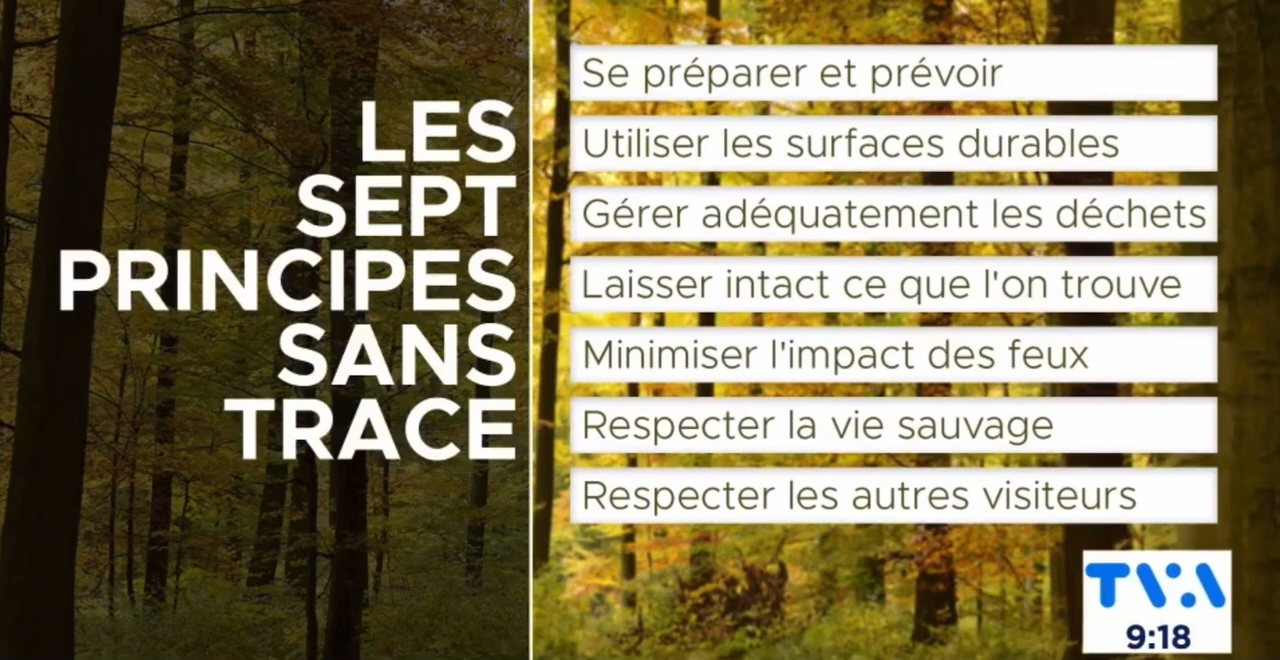 LES
SEPT
PRINCIPES
SANS
TRACE
Se préparer et prévoir
Utiliser les surfaces durables
Gérer adéquatement les déchets
Laisser intact ce que l'on trouve
Minimiser l'impact des feux
Respecter la vie sauvage
Respecter les autres visiteurs
TVA
9:18